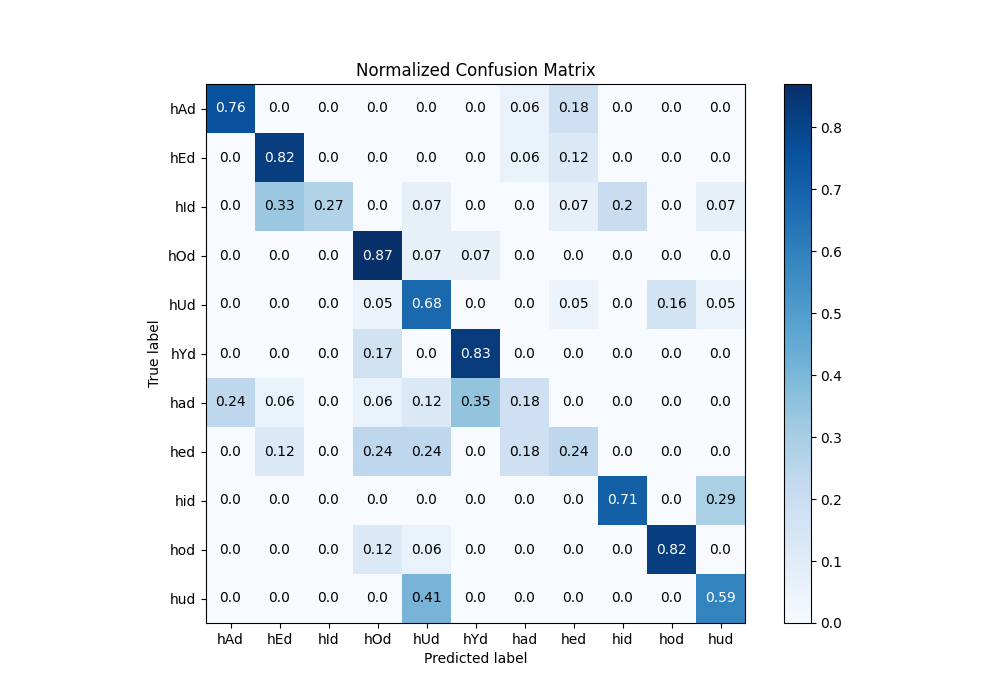 Normalized Confusion Matrix
True label
hAd 0.76 0.0 0.0 0.0 0.0 0.0 0.06 0.18 0.0 0.0 0.0
hEd 0.0 0.82 0.0 0.0 0.0 0.0 0.06 0.12 0.0 0.0 0.0
hId 0.0 0.33 0.27 0.0 0.07 0.0 0.0 0.07 0.2 0.0 0.07
hOd 0.0 0.0 0.0 0.87 0.07 0.07 0.0 0.0 0.0 0.0 0.0
hUd 0.0 0.0 0.0 0.05 0.68 0.0 0.0 0.05 0.0 0.16 0.05
hYd 0.0 0.0 0.0 0.17 0.0 0.83 0.0 0.0 0.0 0.0 0.0
had 0.24 0.06 0.0 0.06 0.12 0.35 0.18 0.0 0.0 0.0 0.0
hed 0.0 0.12 0.0 0.24 0.24 0.0 0.18 0.24 0.0 0.0 0.0
hid 0.0 0.0 0.0 0.0 0.0 0.0 0.0 0.0 0.71 0.0 0.29
hod 0.0 0.0 0.0 0.12 0.06 0.0 0.0 0.0 0.0 0.82 0.0
hud 0.0 0.0 0.0 0.0 0.41 0.0 0.0 0.0 0.0 0.0 0.59
hAd hEd hId hOd hUd hYd had hed hid hod hud
Predicted label
0.8
0.7
0.6
0.5
0.4
0.3
0.2
0.1
0.0